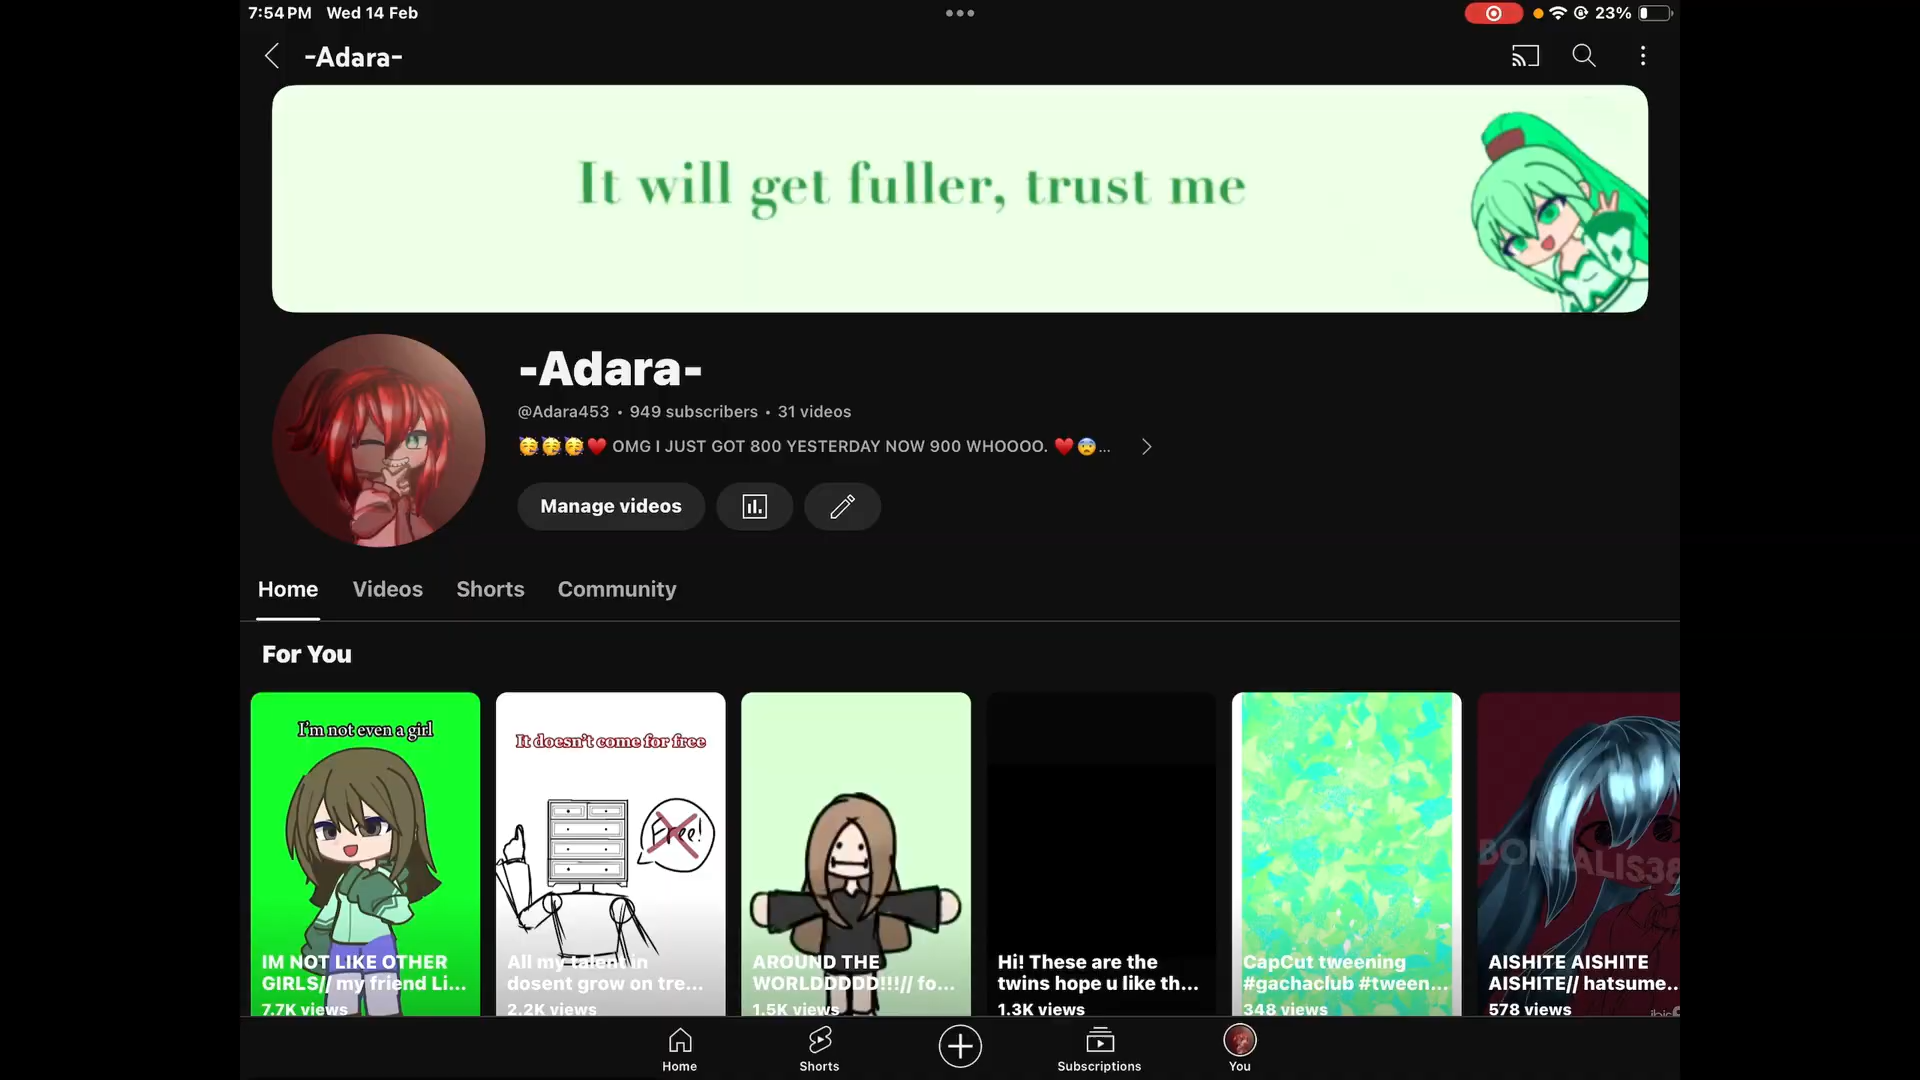 7:54 PM Wed 14 Feb
23%
-Adara-
It will get fuller, trust me
-Adara-
@Adara453 • 949 subscribers • 31 videos
🥳🥳🥳❤️ OMG I JUST GOT 800 YESTERDAY NOW 900 WHOOOO. ❤️😨...
Manage videos
Home Videos Shorts Community
For You
I'm not even a girl
IM NOT LIKE OTHER
GIRLS// my friend Li...
7.7K views
It doesn't come for free
Free!
All my talent in
dosent grow on tre...
2.2K views
AROUND THE
WORLDDDDD!!!// fo...
1.5K views
Hi! These are the
twins hope u like th...
1.3K views
CapCut tweening
#gachaclub #tween...
348 views
BOREALIS38
AISHITE AISHITE
AISHITE// hatsume...
578 views
Home Shorts Subscriptions You